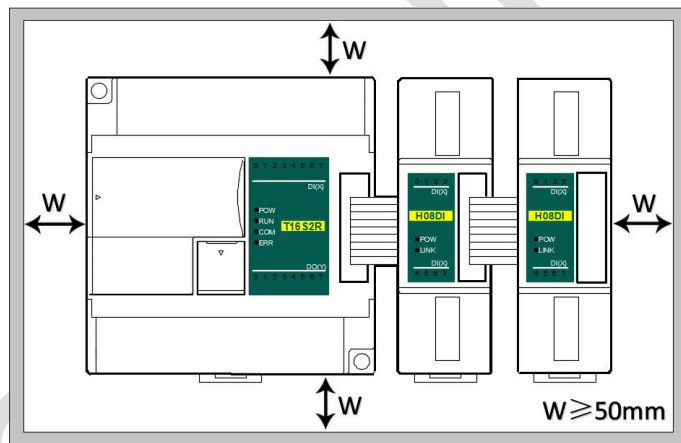 W
W
W
0 1 2 3 4 5 6 7
DI(X)
POW
RUN
COM
ERR
T16S2R
DO(Y)
0 1 2 3 4 5 6 7
0 1 2 3
DI(X)
H08DI
POW
LINK
DI(X)
4 5 6 7
0 1 2 3
DI(X)
H08DI
POW
LINK
DI(X)
4 5 6 7
W
W≥50mm